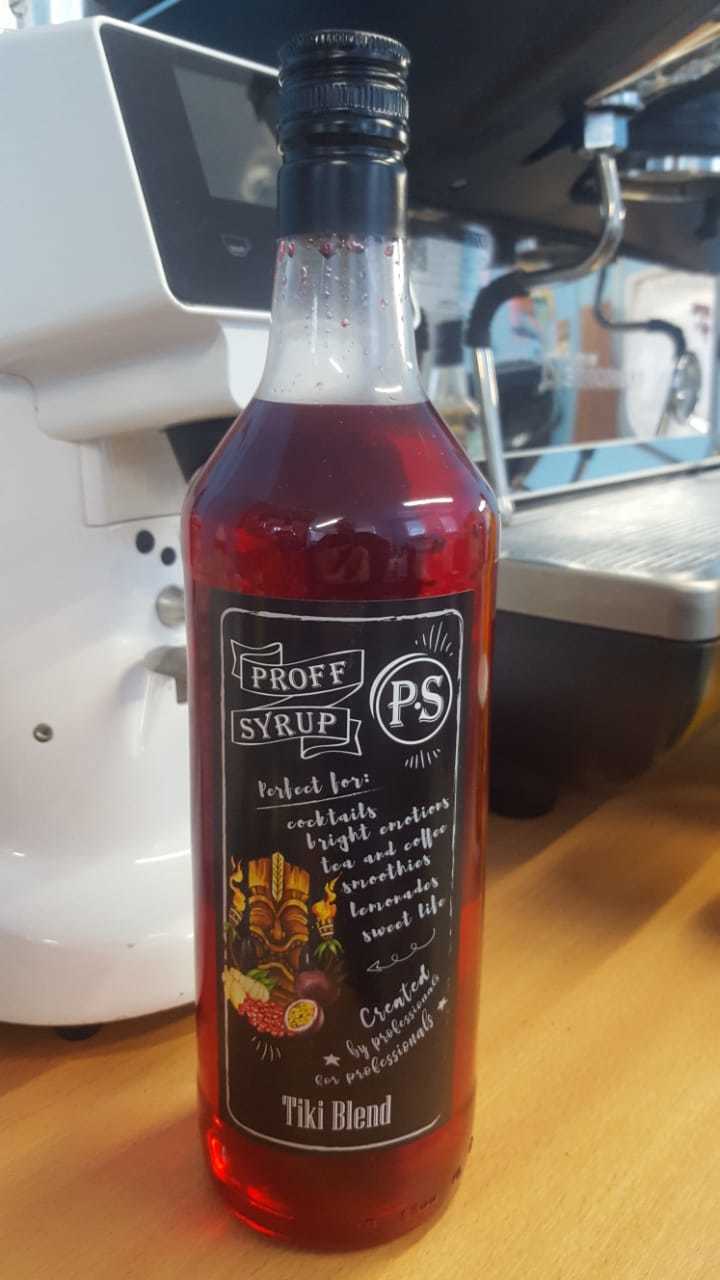 PROFF
SYRUP
P.S
Perfect for:
cocktails
bright emotions
tea and coffee
smoothies
lemonades
sweet life
Created
by professionals
for professionals
Tiki Blend